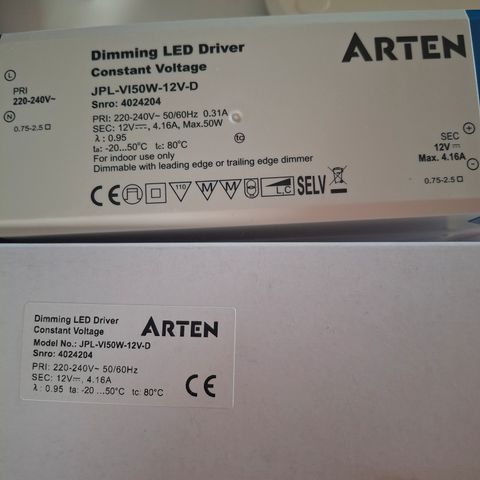 Dimming LED Driver
Constant Voltage
ARTEN
JPL-VI50W-12V-D
Snro: 4024204
L
PRI
220-240V~
N
0.75-2.5
PRI: 220-240V~ 50/60Hz 0.31A
SEC: 12V⎓, 4.16A, Max.50W
λ: 0.95
ta: -20...50°C tc: 80°C
tc
For indoor use only
Dimmable with leading edge or trailing edge dimmer
SEC +
12V ⎓
Max. 4.16A
-
0.75-2.5
CE 110 M M L,C SELV
Dimming LED Driver
Constant Voltage
ARTEN
Model No.: JPL-VI50W-12V-D
Snro: 4024204
PRI: 220-240V~ 50/60Hz
SEC: 12V⎓, 4.16A
λ : 0.95 ta: -20 ...50°C tc: 80°C
CE